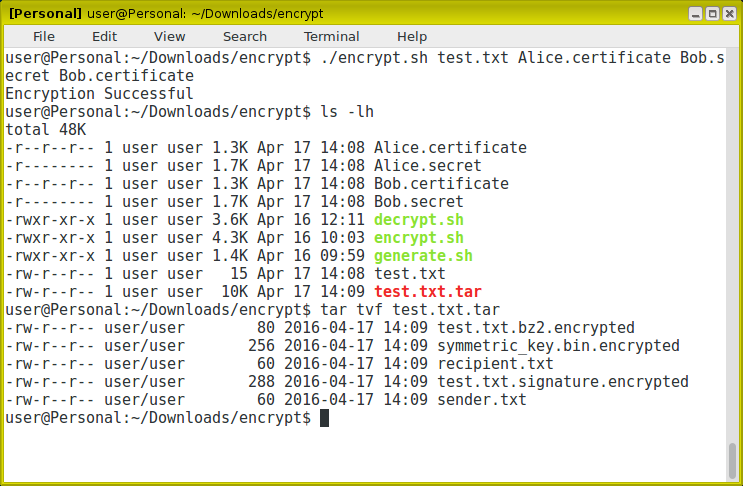 [Personal] user@Personal: ~/Downloads/encrypt
File Edit View Search Terminal Help
user@Personal:~/Downloads/encrypt$ ./encrypt.sh test.txt Alice.certificate Bob.s
ecret Bob.certificate
Encryption Successful
user@Personal:~/Downloads/encrypt$ ls -lh
total 48K
-r--r--r-- 1 user user 1.3K Apr 17 14:08 Alice.certificate
-r-------- 1 user user 1.7K Apr 17 14:08 Alice.secret
-r--r--r-- 1 user user 1.3K Apr 17 14:08 Bob.certificate
-r-------- 1 user user 1.7K Apr 17 14:08 Bob.secret
-rwxr-xr-x 1 user user 3.6K Apr 16 12:11 decrypt.sh
-rwxr-xr-x 1 user user 4.3K Apr 16 10:03 encrypt.sh
-rwxr-xr-x 1 user user 1.4K Apr 16 09:59 generate.sh
-rw-r--r-- 1 user user   15 Apr 17 14:08 test.txt
-rw-r--r-- 1 user user  10K Apr 17 14:09 test.txt.tar
user@Personal:~/Downloads/encrypt$ tar tvf test.txt.tar
-rw-r--r-- user/user        80 2016-04-17 14:09 test.txt.bz2.encrypted
-rw-r--r-- user/user       256 2016-04-17 14:09 symmetric_key.bin.encrypted
-rw-r--r-- user/user        60 2016-04-17 14:09 recipient.txt
-rw-r--r-- user/user       288 2016-04-17 14:09 test.txt.signature.encrypted
-rw-r--r-- user/user        60 2016-04-17 14:09 sender.txt
user@Personal:~/Downloads/encrypt$